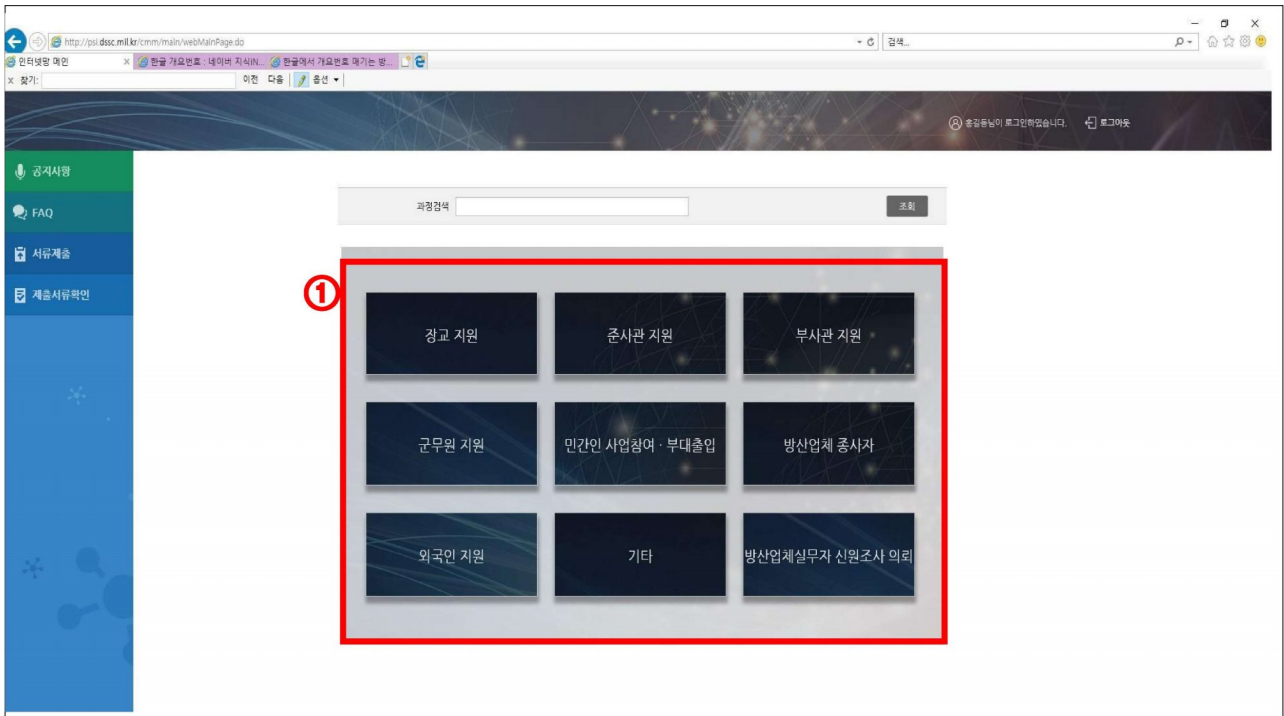 http://psi.dssc.mil.kr/cmm/main/webMainPage.do
검색...
인터넷망 메인
한글 개요번호 : 네이버 지식iN...
한글에서 개요번호 매기는 방...
x 찾기:
이전 다음
옵션
홍길동님이 로그인하였습니다.
로그아웃
공지사항
FAQ
서류제출
제출서류확인
과정검색
조회
①
장교 지원
준사관 지원
부사관 지원
군무원 지원
민간인 사업참여 · 부대출입
방산업체 종사자
외국인 지원
기타
방산업체실무자 신원조사 의뢰